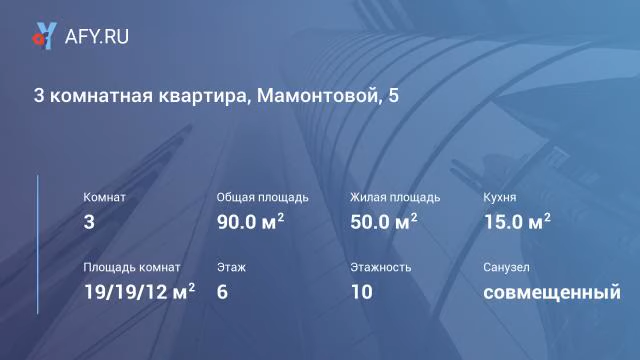 AFY.RU
3 комнатная квартира, Мамонтовой, 5
Комнат Общая площадь Жилая площадь Кухня
3 90.0 м² 50.0 м² 15.0 м²
Площадь комнат Этаж Этажность Санузел
19/19/12 м² 6 10 совмещенный